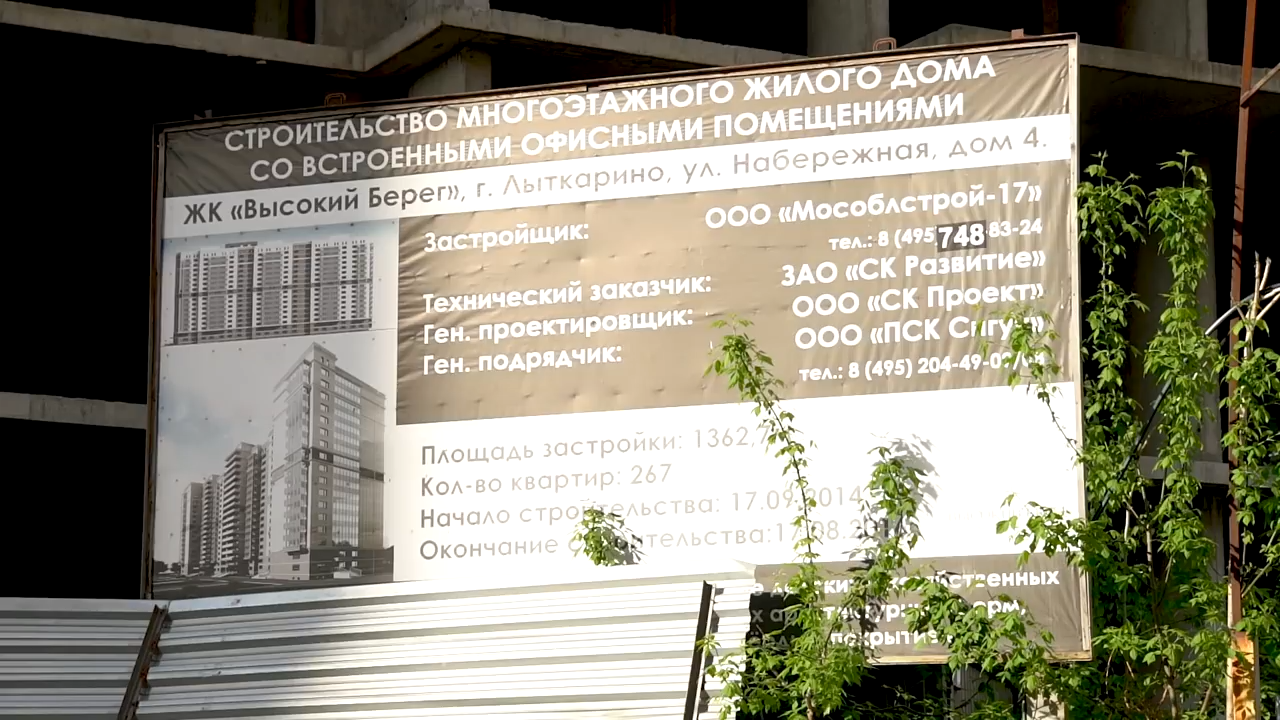 СТРОИТЕЛЬСТВО МНОГОЭТАЖНОГО ЖИЛОГО ДОМА
СО ВСТРОЕННЫМИ ОФИСНЫМИ ПОМЕЩЕНИЯМИ
ЖК «Высокий Берег», г. Лыткарино, ул. Набережная, дом 4.
Застройщик: ООО «Мособлстрой-17»
тел.: 8 (495) 748 83-24
Технический заказчик: ЗАО «СК Развитие»
Ген. проектировщик: ООО «СК Проект»
Ген. подрядчик: ООО «ПСК
тел.: 8 (495) 204-49-
Площадь застройки: 1362,7
Кол-во квартир: 267
Начало строительства: 17.09.2014
Окончание строительства:
покрытие